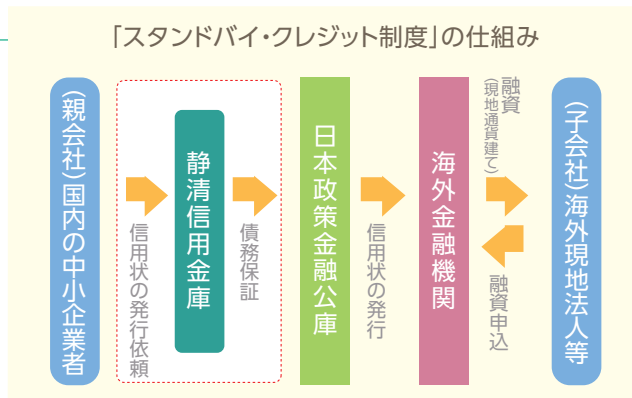 「スタンドバイ・クレジット制度」の仕組み
(親会社)国内の中小企業者
信用状の発行依頼
静清信用金庫
債務保証
日本政策金融公庫
信用状の発行
海外金融機関
融資
(現地通貨建て)
融資申込
(子会社)海外現地法人等